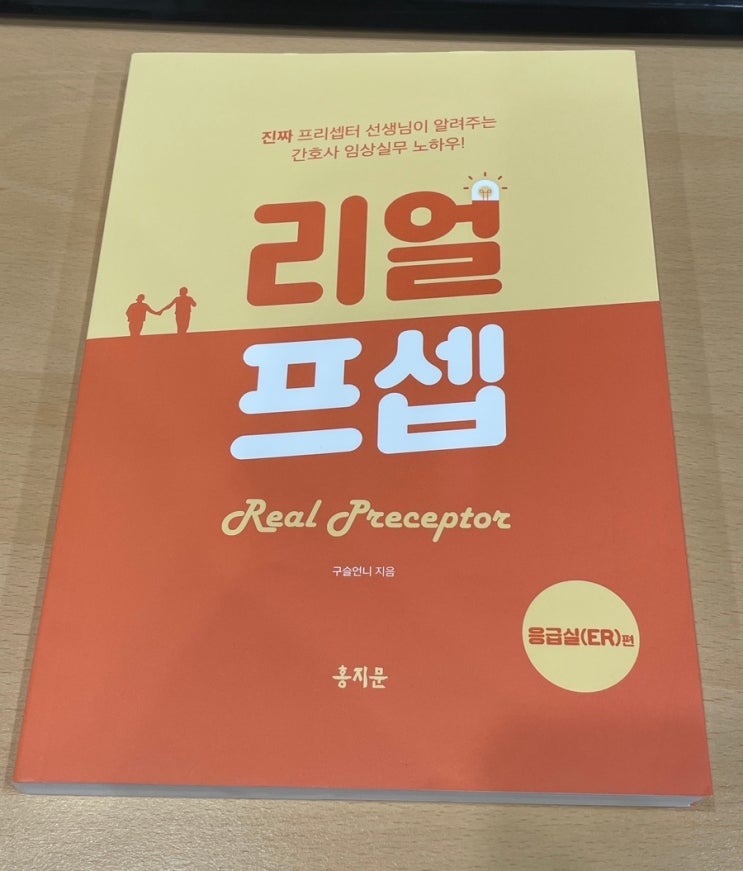 진짜 프리셉터 선생님이 알려주는
간호사 임상실무 노하우!
리얼
프셉
Real Preceptor
구슬언니 지음
응급실(ER)편
홍지문